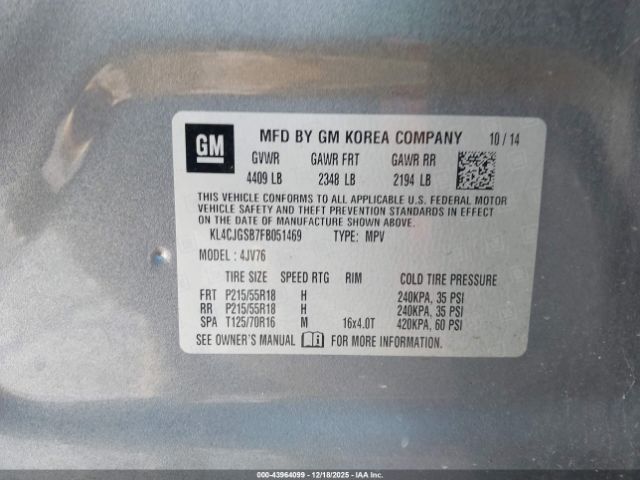 GM MFD BY GM KOREA COMPANY 10 / 14
GVWR GAWR FRT GAWR RR
4409 LB 2348 LB 2194 LB
THIS VEHICLE CONFORMS TO ALL APPLICABLE U.S. FEDERAL MOTOR
VEHICLE SAFETY AND THEFT PREVENTION STANDARDS IN EFFECT
ON THE DATE OF MANUFACTURE SHOWN ABOVE.
KL4CJGSB7FB051469 TYPE: MPV
MODEL : 4JV76
TIRE SIZE SPEED RTG RIM COLD TIRE PRESSURE
FRT P215/55R18 H 240KPA, 35 PSI
RR P215/55R18 H 240KPA, 35 PSI
SPA T125/70R16 M 16x4.0T 420KPA, 60 PSI
SEE OWNER'S MANUAL FOR MORE INFORMATION.
000-43964099 - 12/18/2025 - IAA, Inc.